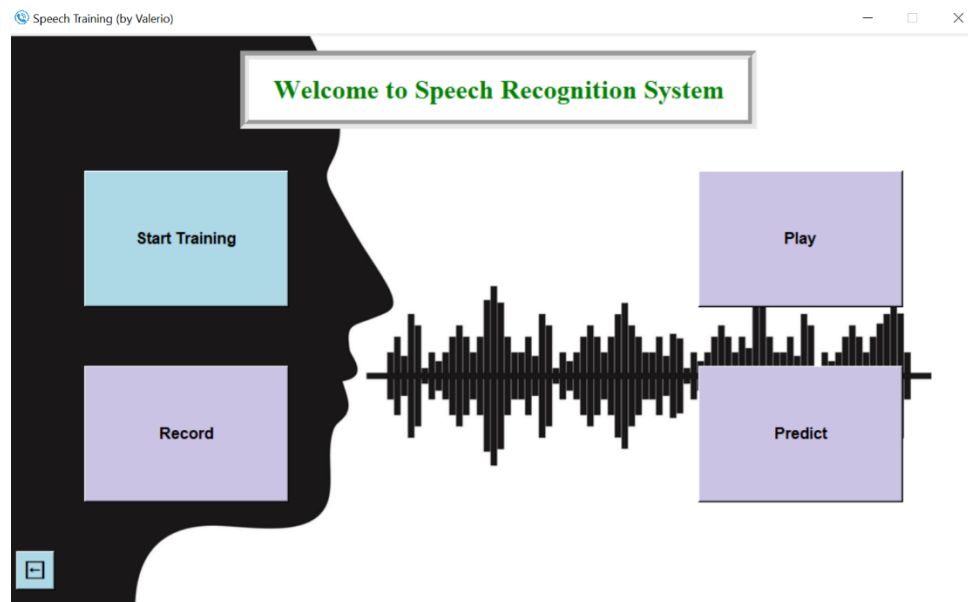 Speech Training (by Valerio)
Welcome to Speech Recognition System
Start Training
Play
Record
Predict